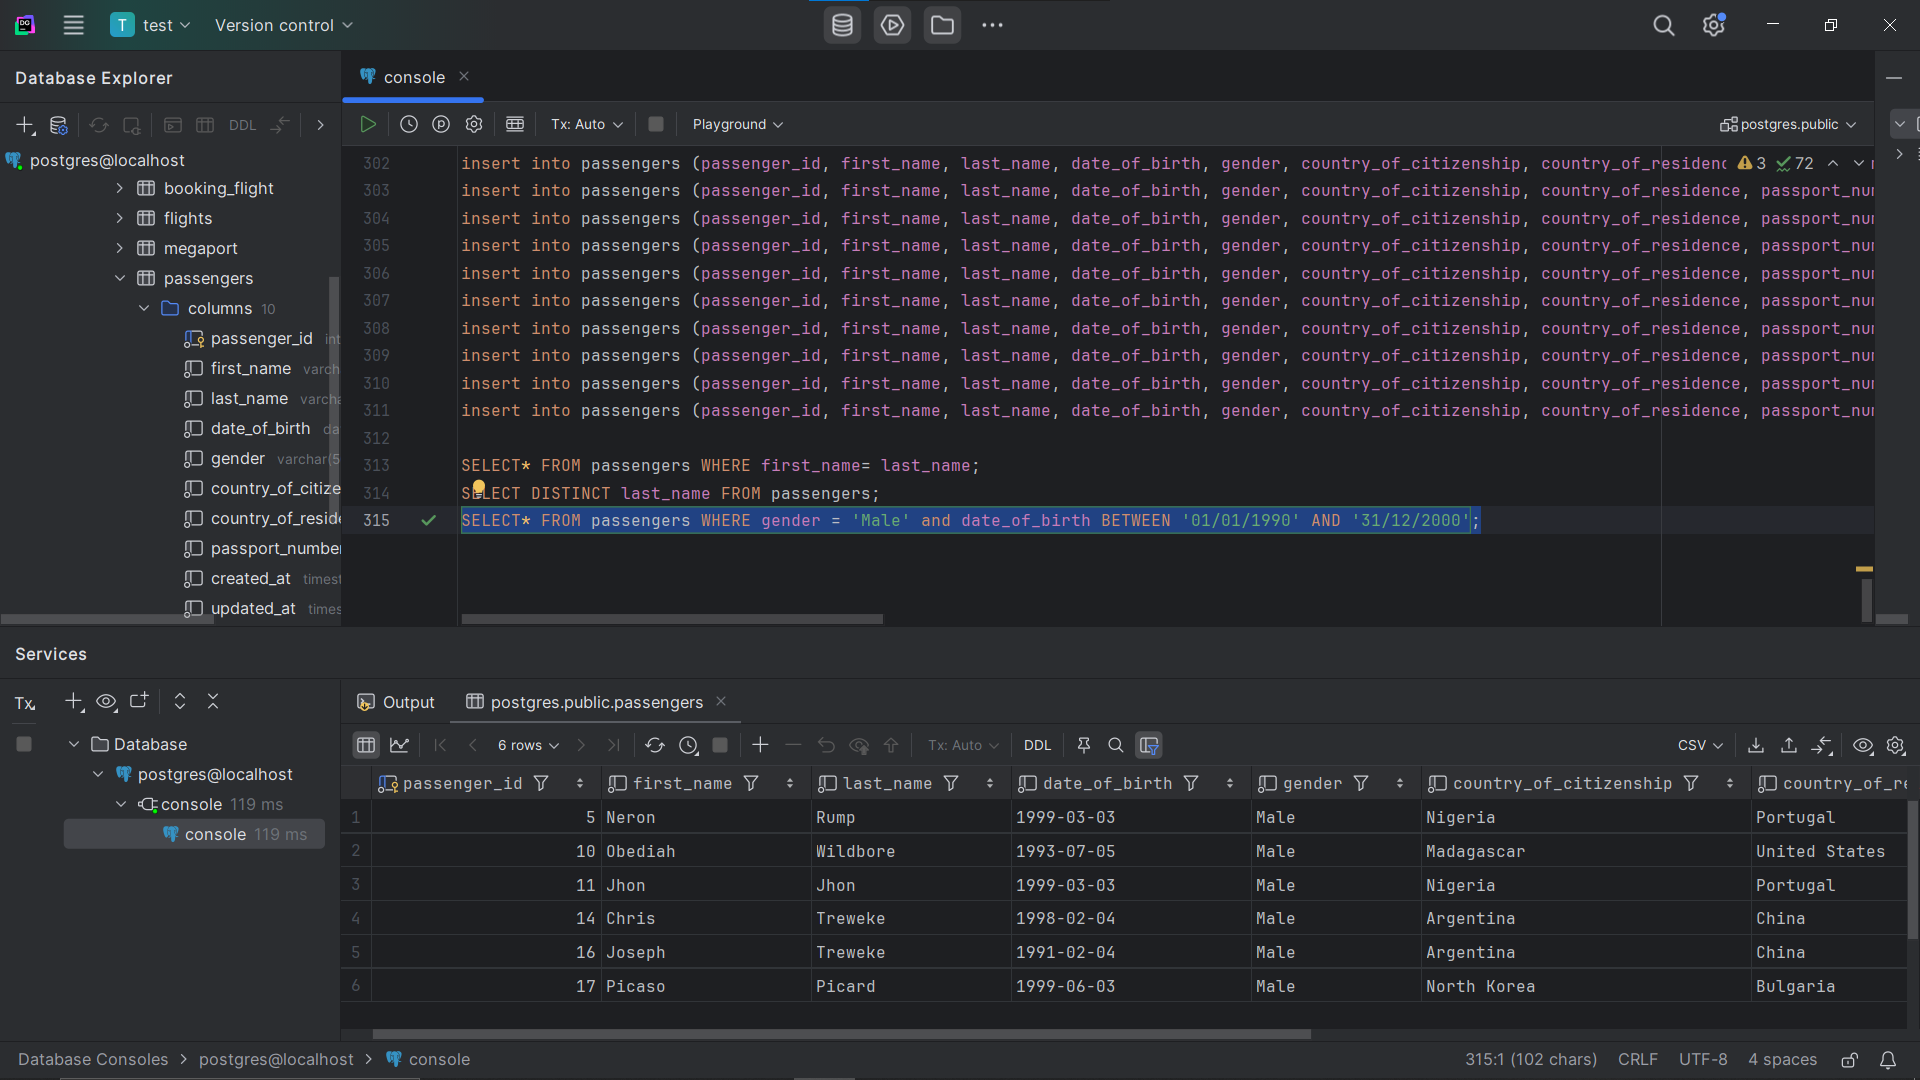 T test Version control
Database Explorer
console
DDL
Tx: Auto Playground postgres.public
postgres@localhost
booking_flight
flights
megaport
passengers
columns 10
passenger_id int
first_name varch
last_name varcha
date_of_birth da
gender varchar(5
country_of_citize
country_of_reside
passport_number
created_at timest
updated_at times
302 insert into passengers (passenger_id, first_name, last_name, date_of_birth, gender, country_of_citizenship, country_of_residenc 3 72
303 insert into passengers (passenger_id, first_name, last_name, date_of_birth, gender, country_of_citizenship, country_of_residence, passport_nu
304 insert into passengers (passenger_id, first_name, last_name, date_of_birth, gender, country_of_citizenship, country_of_residence, passport_nu
305 insert into passengers (passenger_id, first_name, last_name, date_of_birth, gender, country_of_citizenship, country_of_residence, passport_nu
306 insert into passengers (passenger_id, first_name, last_name, date_of_birth, gender, country_of_citizenship, country_of_residence, passport_nu
307 insert into passengers (passenger_id, first_name, last_name, date_of_birth, gender, country_of_citizenship, country_of_residence, passport_nu
308 insert into passengers (passenger_id, first_name, last_name, date_of_birth, gender, country_of_citizenship, country_of_residence, passport_nu
309 insert into passengers (passenger_id, first_name, last_name, date_of_birth, gender, country_of_citizenship, country_of_residence, passport_nu
310 insert into passengers (passenger_id, first_name, last_name, date_of_birth, gender, country_of_citizenship, country_of_residence, passport_nu
311 insert into passengers (passenger_id, first_name, last_name, date_of_birth, gender, country_of_citizenship, country_of_residence, passport_nu
312
313 SELECT* FROM passengers WHERE first_name= last_name;
314 SELECT DISTINCT last_name FROM passengers;
315 SELECT* FROM passengers WHERE gender = 'Male' and date_of_birth BETWEEN '01/01/1990' AND '31/12/2000';
Services
Tx
Database
postgres@localhost
console 119 ms
console 119 ms
Output postgres.public.passengers
6 rows Tx: Auto DDL CSV
passenger_id first_name last_name date_of_birth gender country_of_citizenship country_of_re
1 5 Neron Rump 1999-03-03 Male Nigeria Portugal
2 10 Obediah Wildbore 1993-07-05 Male Madagascar United States
3 11 Jhon Jhon 1999-03-03 Male Nigeria Portugal
4 14 Chris Treweke 1998-02-04 Male Argentina China
5 16 Joseph Treweke 1991-02-04 Male Argentina China
6 17 Picaso Picard 1999-06-03 Male North Korea Bulgaria
Database Consoles > postgres@localhost > console 315:1 (102 chars) CRLF UTF-8 4 spaces